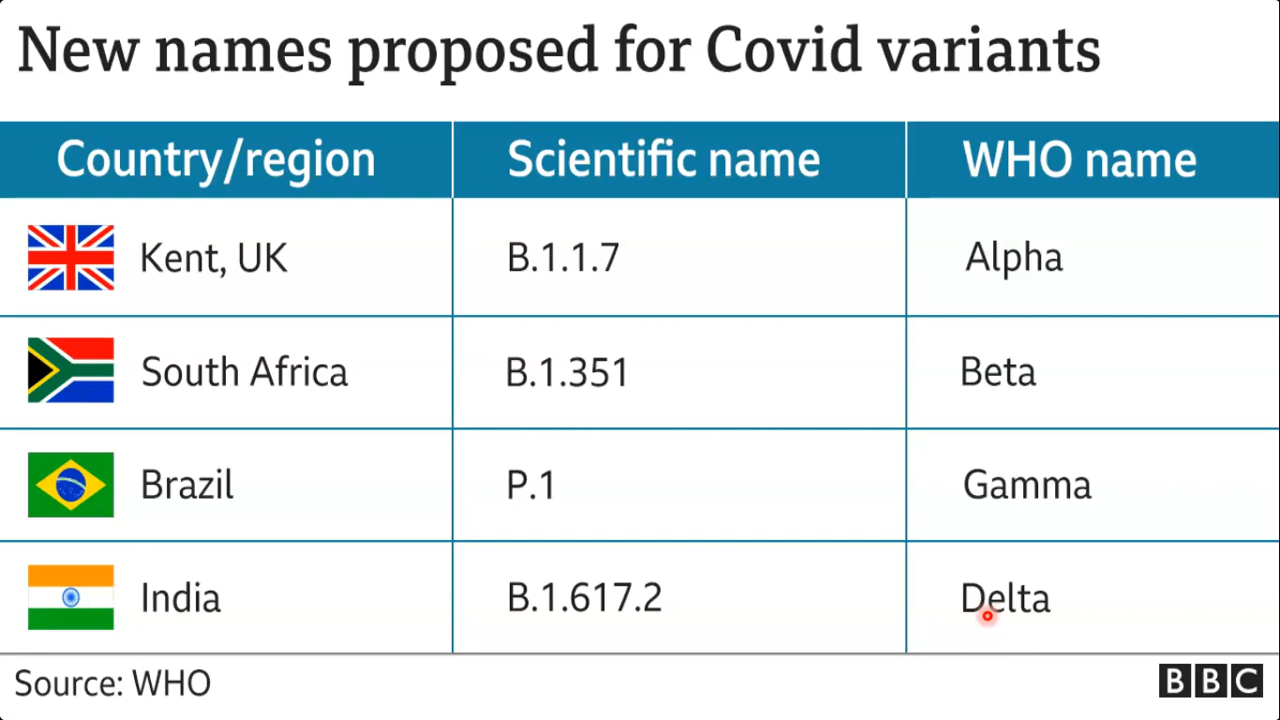 New names proposed for Covid variants
Country/region Scientific name WHO name
Kent, UK B.1.1.7 Alpha
South Africa B.1.351 Beta
Brazil P.1 Gamma
India B.1.617.2 Delta
Source: WHO BBC